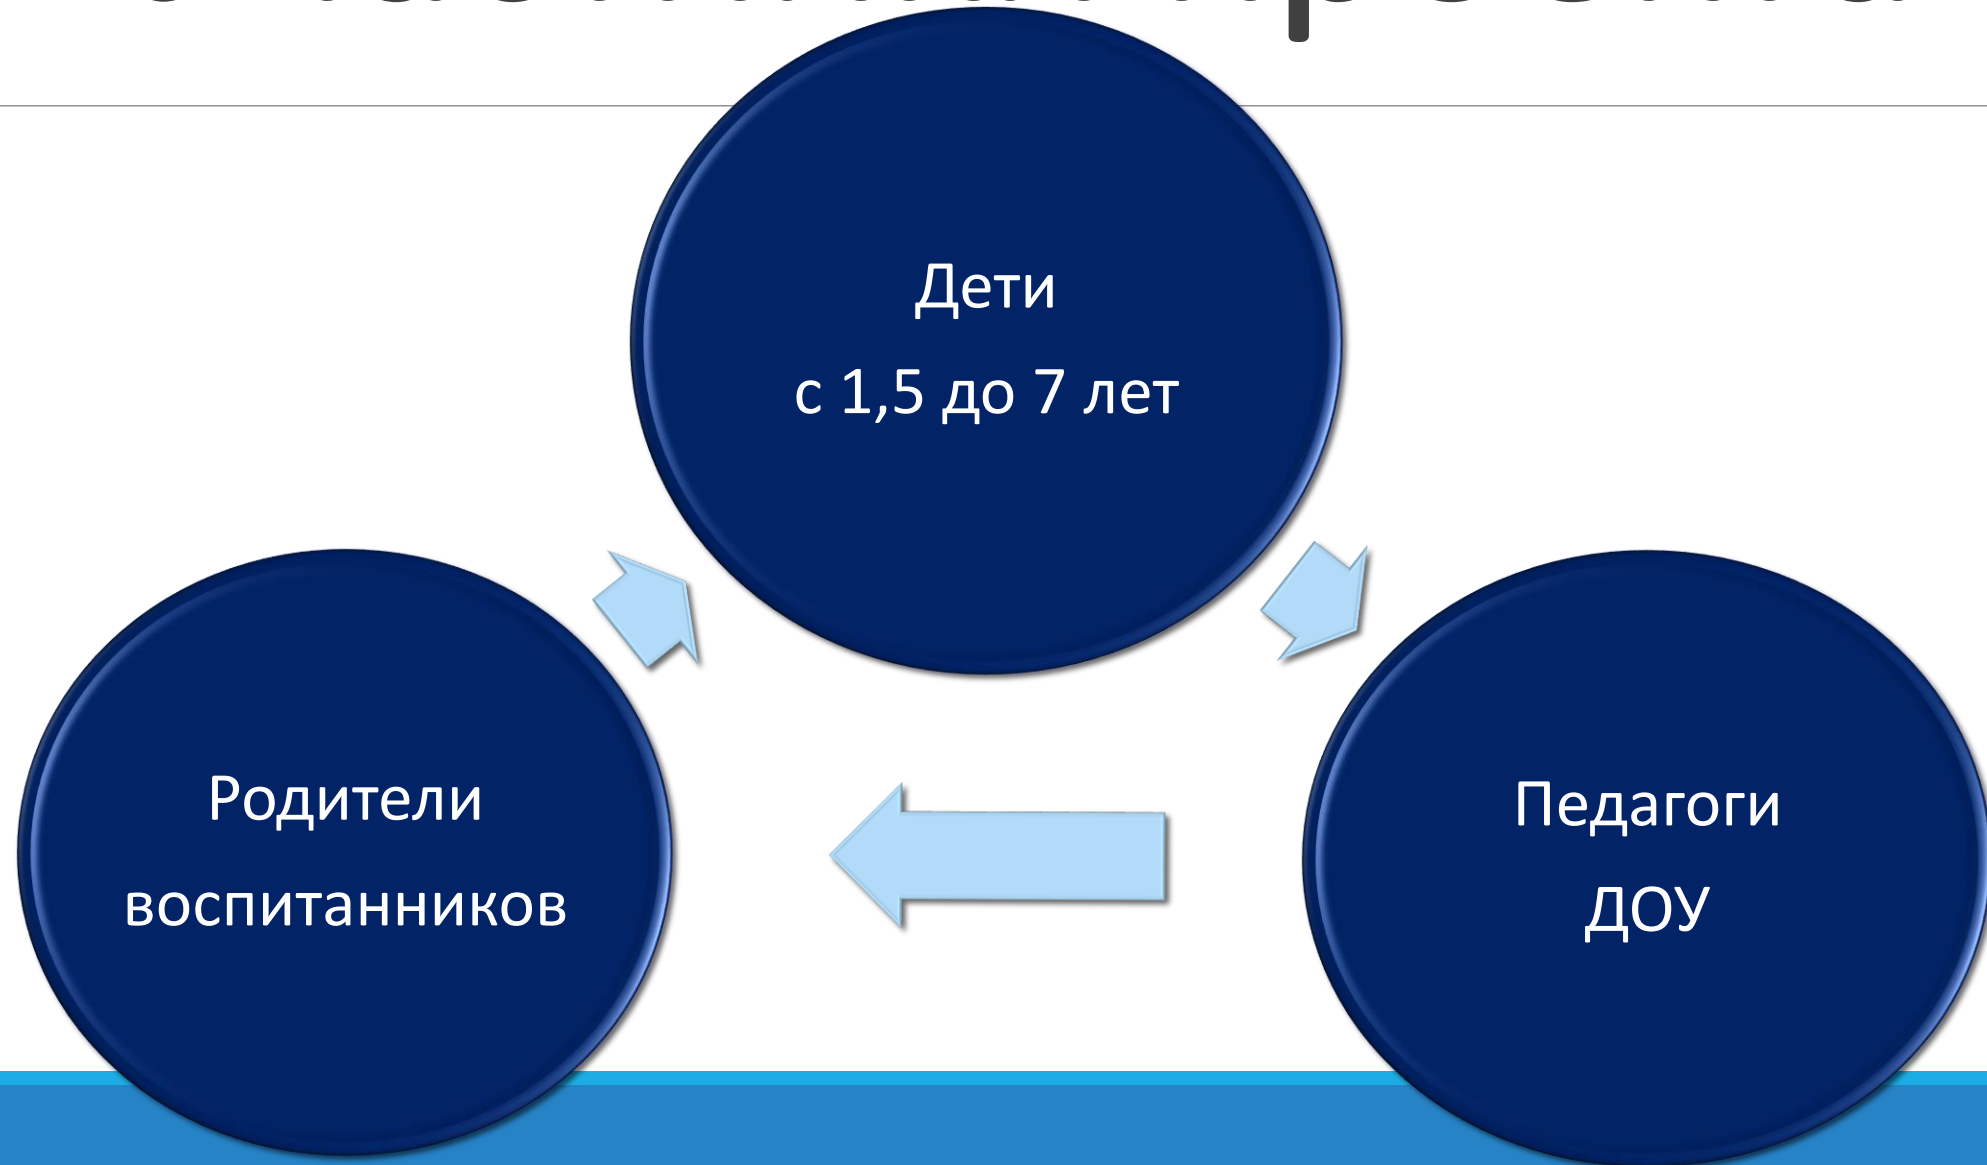 Дети
с 1,5 до 7 лет
Родители
воспитанников
Педагоги
ДОУ